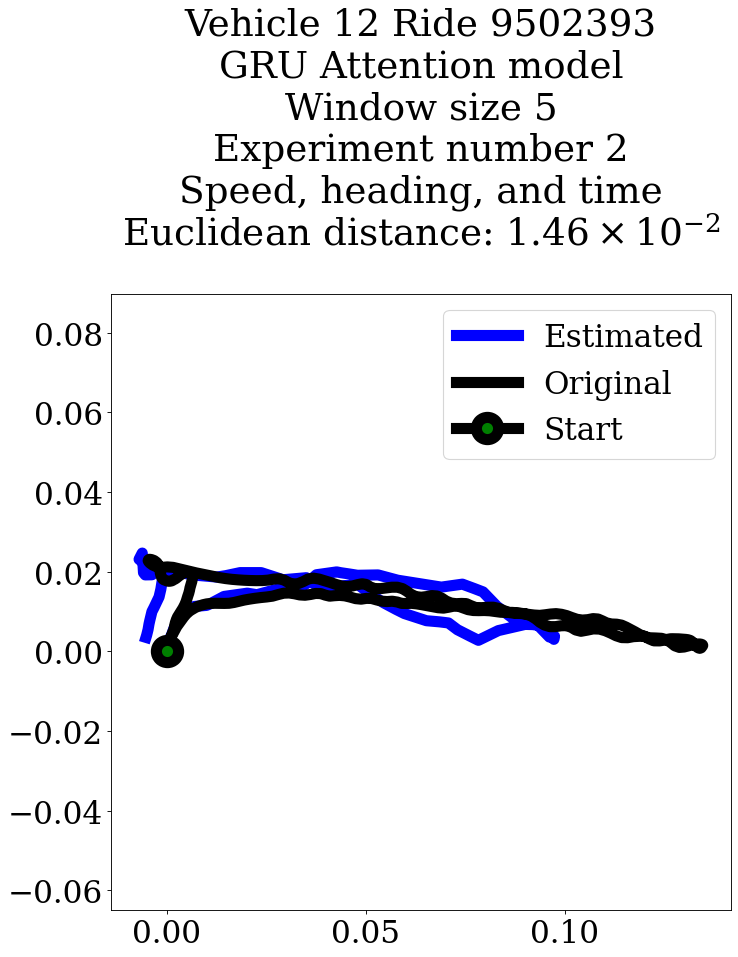 Vehicle 12 Ride 9502393
GRU Attention model
Window size 5
Experiment number 2
Speed, heading, and time
Euclidean distance: 1.46 × 10⁻²
Estimated
Original
Start
0.08
0.06
0.04
0.02
0.00
−0.02
−0.04
−0.06
0.00 0.05 0.10